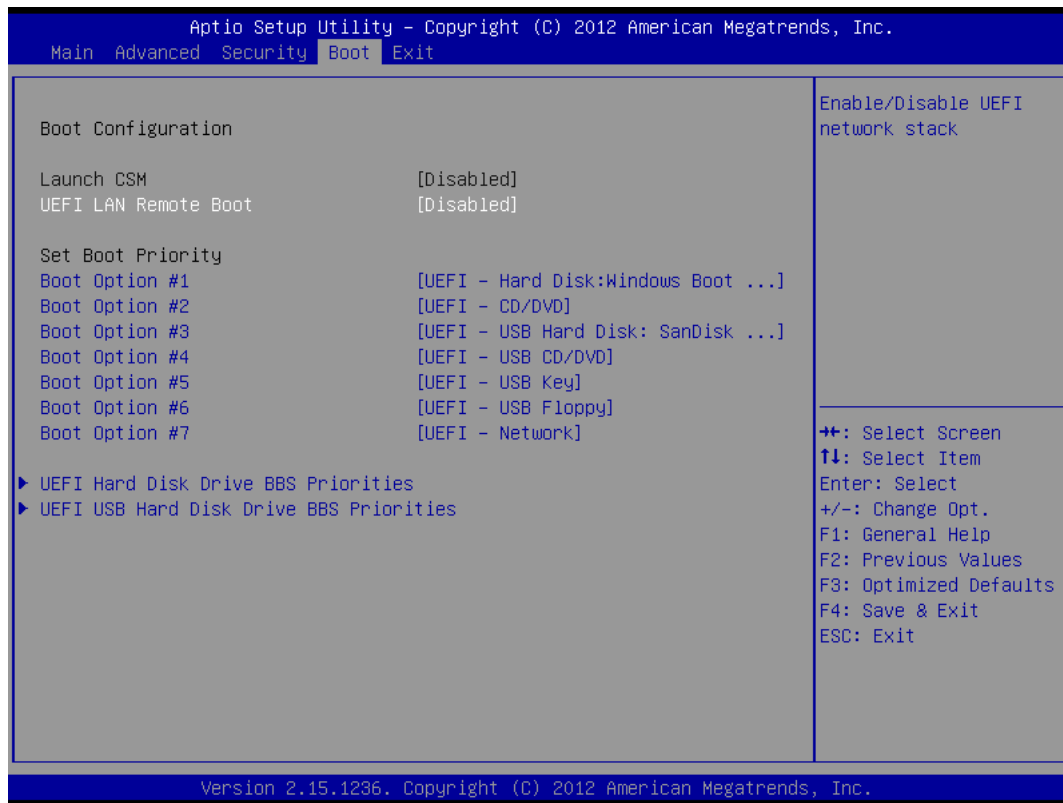 Aptio Setup Utility – Copyright (C) 2012 American Megatrends, Inc.
Main Advanced Security Boot Exit
Boot Configuration
Launch CSM [Disabled]
UEFI LAN Remote Boot [Disabled]
Set Boot Priority
Boot Option #1 [UEFI – Hard Disk:Windows Boot ...]
Boot Option #2 [UEFI – CD/DVD]
Boot Option #3 [UEFI – USB Hard Disk: SanDisk ...]
Boot Option #4 [UEFI – USB CD/DVD]
Boot Option #5 [UEFI – USB Key]
Boot Option #6 [UEFI – USB Floppy]
Boot Option #7 [UEFI – Network]
▶ UEFI Hard Disk Drive BBS Priorities
▶ UEFI USB Hard Disk Drive BBS Priorities
Enable/Disable UEFI
network stack
→←: Select Screen
↑↓: Select Item
Enter: Select
+/-: Change Opt.
F1: General Help
F2: Previous Values
F3: Optimized Defaults
F4: Save & Exit
ESC: Exit
Version 2.15.1236. Copyright (C) 2012 American Megatrends, Inc.